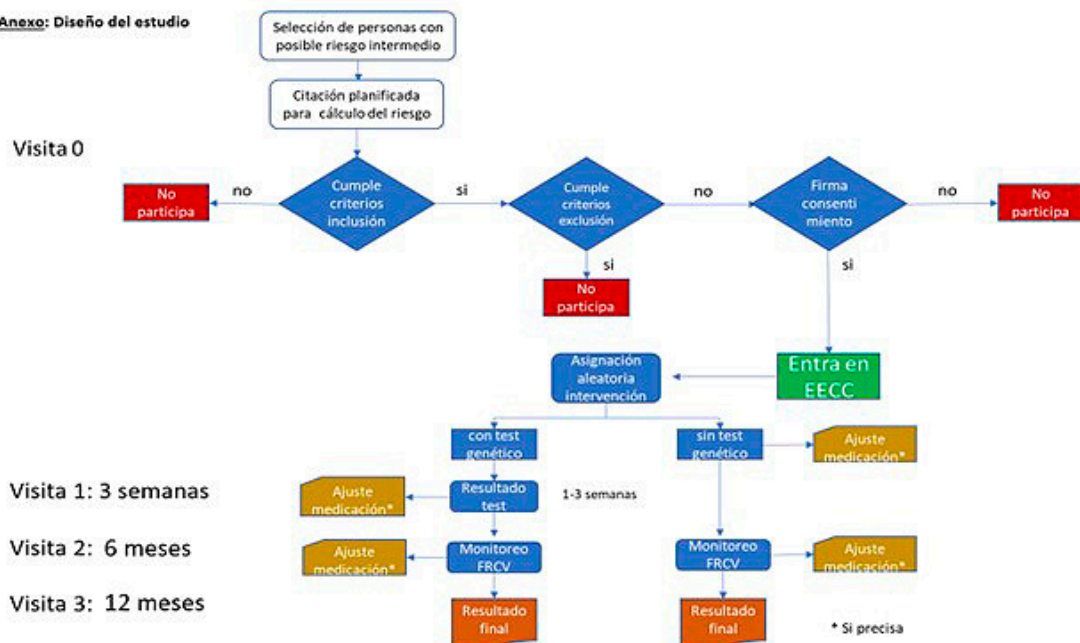 Anexo: Diseño del estudio
Selección de personas con
posible riesgo intermedio
Citación planificada
para cálculo del riesgo
Visita 0
No
participa
no
Cumple
criterios
inclusión
si
Cumple
criterios
exclusión
no
Firma
consenti
miento
no
No
participa
si
No
participa
si
Asignación
aleatoria
intervención
Entra en
EECC
con test
genético
sin test
genético
Ajuste
medicación*
Visita 1: 3 semanas
Ajuste
medicación*
Resultado
test
1-3 semanas
Visita 2: 6 meses
Ajuste
medicación*
Monitoreo
FRCV
Monitoreo
FRCV
Ajuste
medicación*
Visita 3: 12 meses
Resultado
final
Resultado
final
* Si precisa